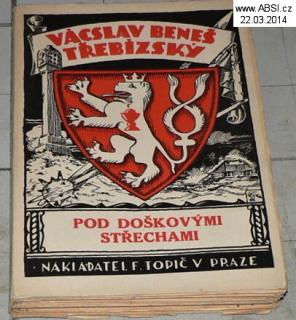 www.ABSI.cz
22.03.2014
VÁCSLAV BENEŠ
TŘEBÍZSKÝ
POD DOŠKOVÝMI
STŘECHAMI
NAKLADATEL F. TOPIČ V PRAZE